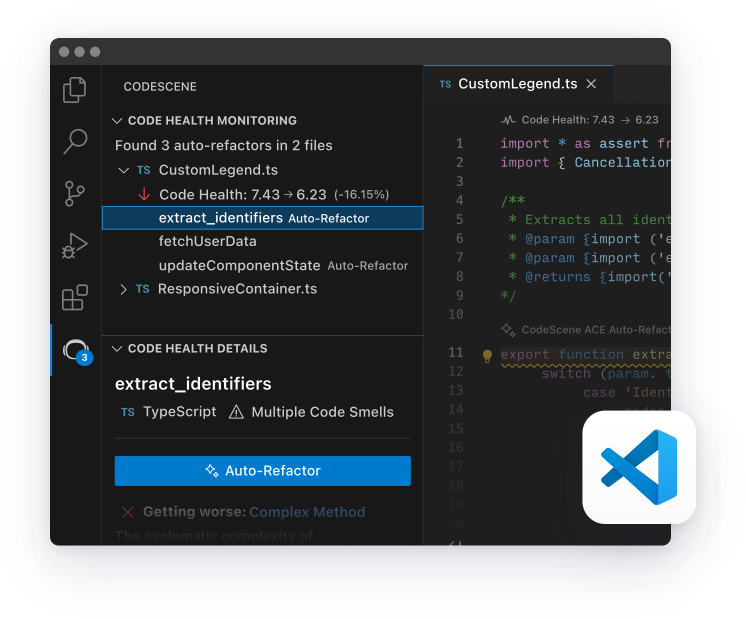 CODESCENE
CODE HEALTH MONITORING
Found 3 auto-refactors in 2 files
TS CustomLegend.ts
Code Health: 7.43 → 6.23 (-16.15%)
extract_identifiers Auto-Refactor
fetchUserData
updateComponentState Auto-Refactor
TS ResponsiveContainer.ts
3
CODE HEALTH DETAILS
extract_identifiers
TS TypeScript Multiple Code Smells
Auto-Refactor
Getting worse: Complex Method
The cyclomatic complexity of
TS CustomLegend.ts
Code Health: 7.43 → 6.23
1 import * as assert fr
2 import { Cancellation
3
4 /**
5 * Extracts all ident
6 * @param {import ('e
7 * @param {import ('e
8 * @returns {import('
9 */
10
CodeScene ACE Auto-Refact
11 export function extra
12 switch (param. t
13 case 'Ident
14
15
16
17
18
19